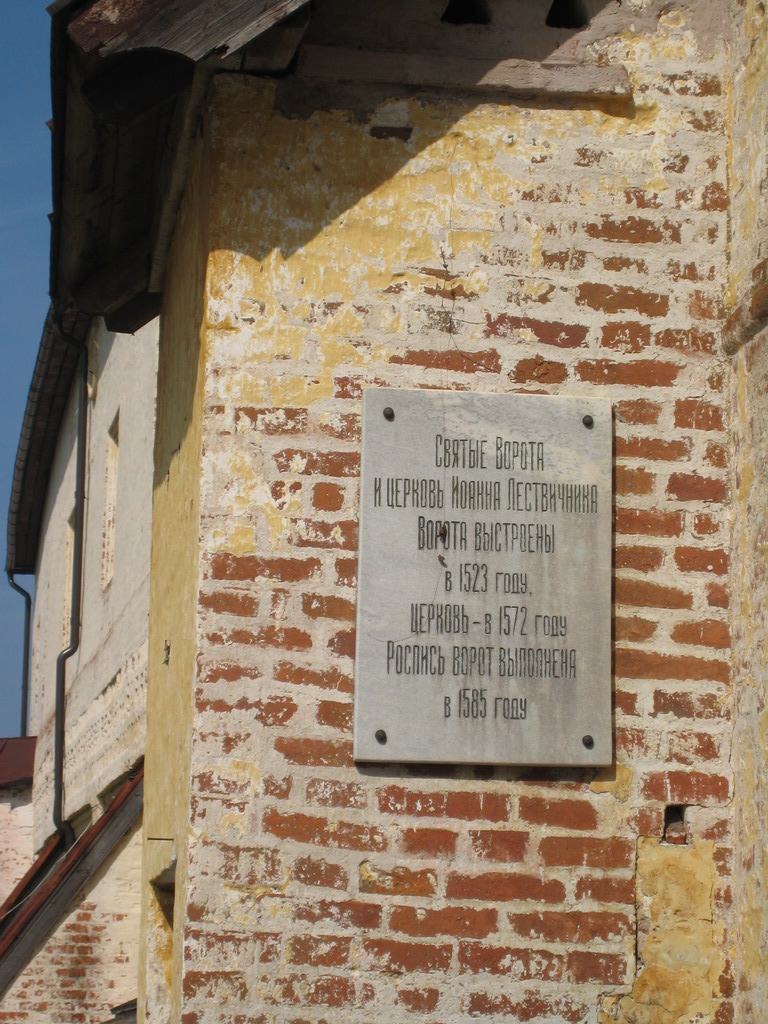 Святые Ворота
и церковь Иоанна Лествичника
Ворота выстроены
в 1523 году,
церковь – в 1572 году
Роспись ворот выполнена
в 1585 году